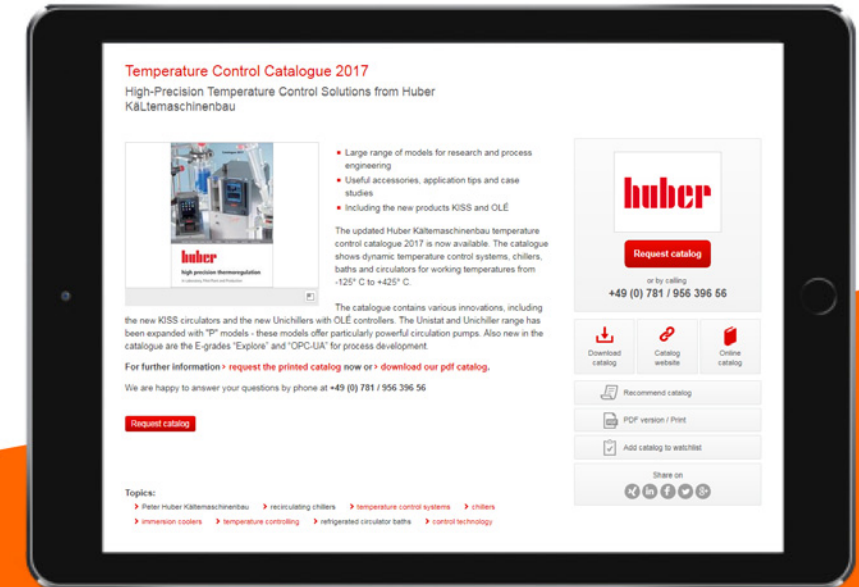 Temperature Control Catalogue 2017
High-Precision Temperature Control Solutions from Huber
KäLtemaschinenbau
huber
high precision thermoregulation
Large range of models for research and process
engineering
Useful accessories, application tips and case
studies
Including the new products KISS and OLÉ
The updated Huber Kältemaschinenbau temperature
control catalogue 2017 is now available. The catalogue
shows dynamic temperature control systems, chillers,
baths and circulators for working temperatures from
-125° C to +425° C.
The catalogue contains various innovations, including
the new KISS circulators and the new Unichillers with OLÉ controllers. The Unistat and Unichiller range has
been expanded with "P" models - these models offer particularly powerful circulation pumps. Also new in the
catalogue are the E-grades "Explore" and "OPC-UA" for process development.
For further information › request the printed catalog now or › download our pdf catalog.
We are happy to answer your questions by phone at +49 (0) 781 / 956 396 56
Request catalog
Topics:
› Peter Huber Kältemaschinenbau › recirculating chillers › temperature control systems › chillers
› immersion coolers › temperature controlling › refrigerated circulator baths › control technology
huber
Request catalog
or by calling
+49 (0) 781 / 956 396 56
Download
catalog
Catalog
website
Online
catalog
Recommend catalog
PDF version / Print
Add catalog to watchlist
Share on